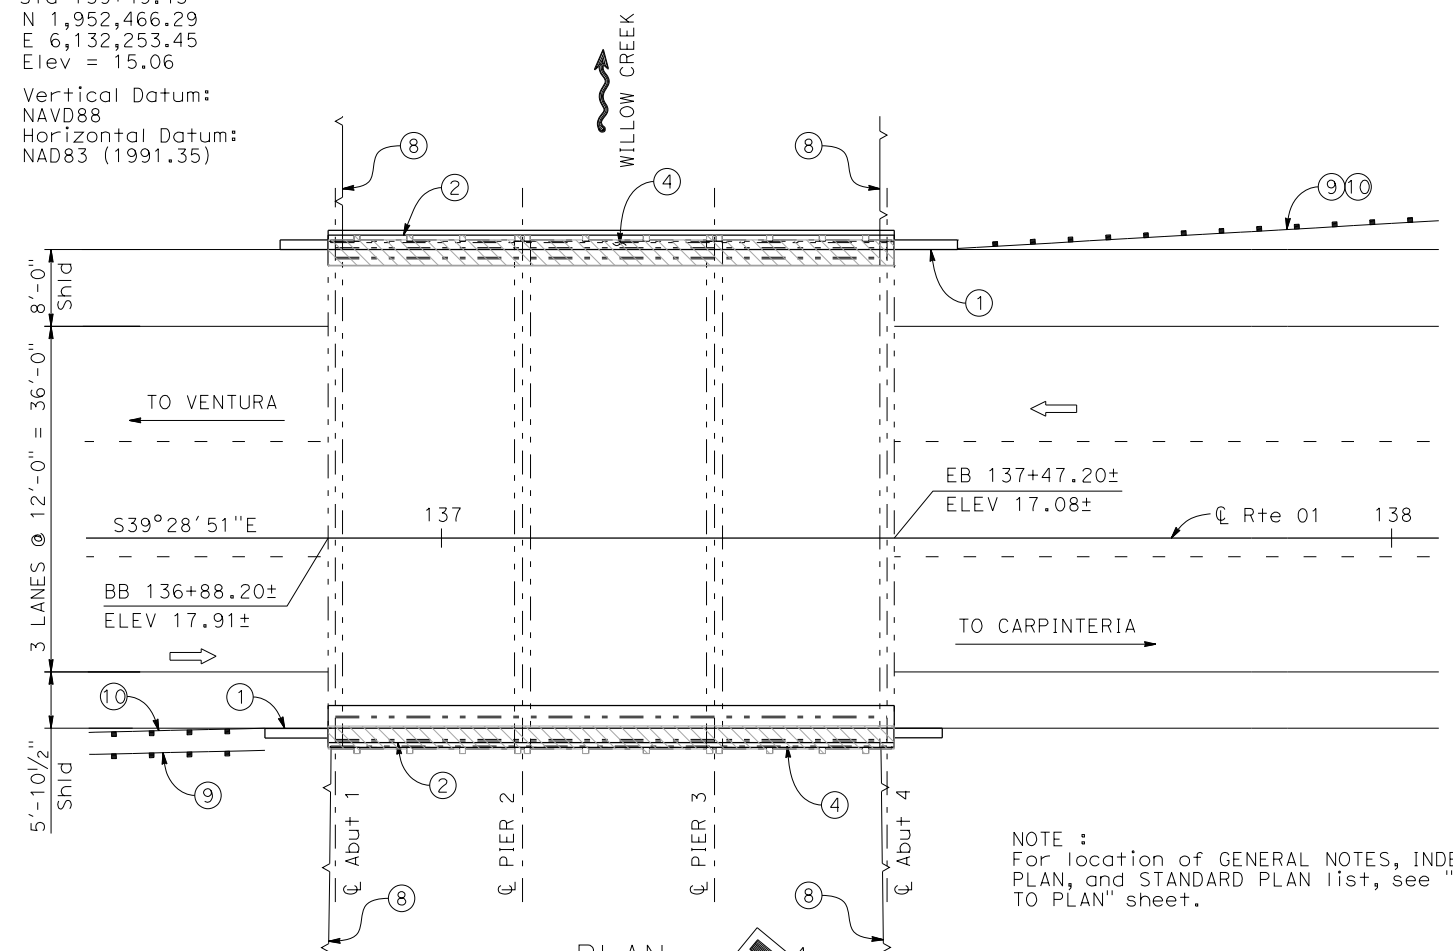 N 1,952,466.29
E 6,132,253.45
Elev = 15.06
Vertical Datum:
NAVD88
Horizontal Datum:
NAD83 (1991.35)
WILLOW CREEK
8
8
2
4
9 10
1
8'-0"
Shld
3 LANES @ 12'-0" = 36'-0"
TO VENTURA
EB 137+47.20±
ELEV 17.08±
S39°28'51"E
137
℄ Rte 01
138
BB 136+88.20±
ELEV 17.91±
TO CARPINTERIA
10
1
5'-10½"
Shld
9
2
4
℄ Abut 1
℄ PIER 2
℄ PIER 3
℄ Abut 4
8
8
NOTE :
For location of GENERAL NOTES,
PLAN, and STANDARD PLAN list, see "
TO PLAN" sheet.
PLAN